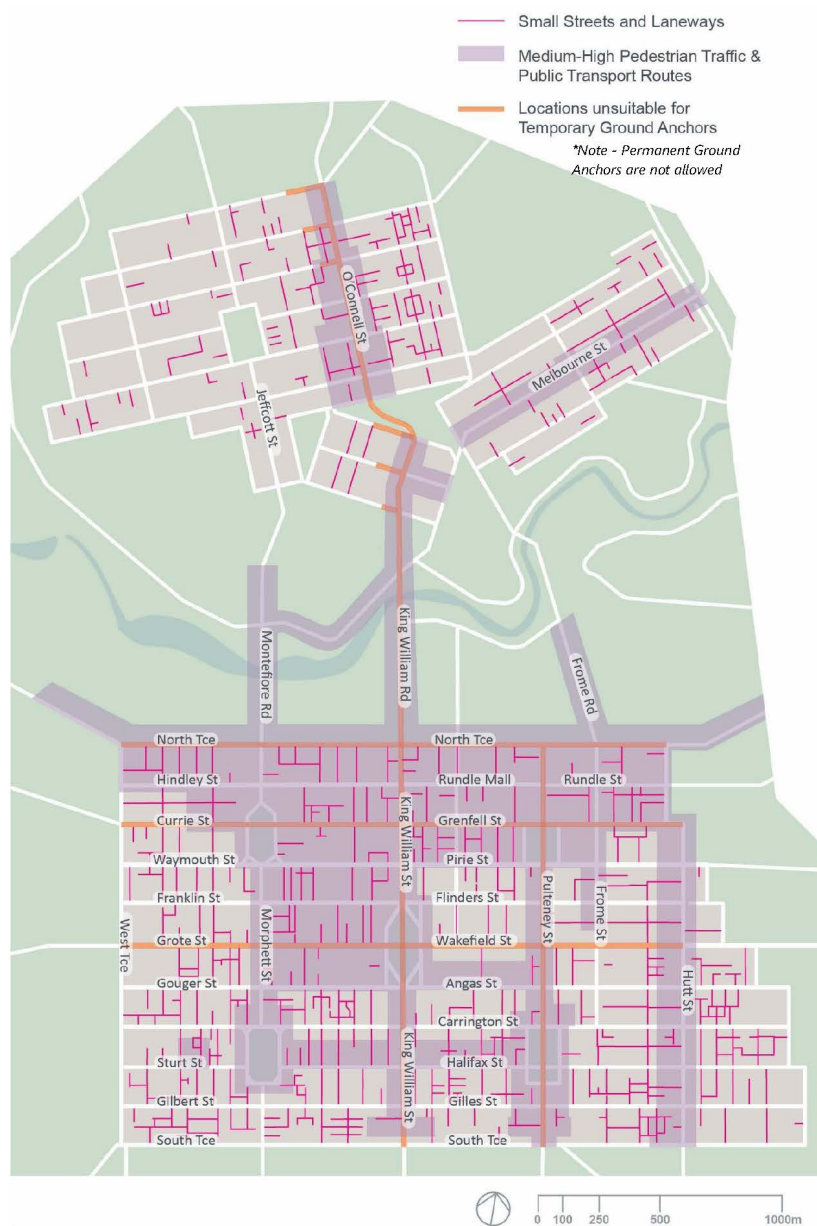 Small Streets and Laneways
Medium-High Pedestrian Traffic &
Public Transport Routes
Locations unsuitable for
Temporary Ground Anchors
*Note - Permanent Ground
Anchors are not allowed
O'Connell St
Melbourne St
Jeffcott St
Montefiore Rd
King William Rd
Frome Rd
North Tce
North Tce
Hindley St
Rundle Mall
Rundle St
King William St
Currie St
Grenfell St
Waymouth St
Pirie St
Franklin St
Flinders St
Pulteney St
Frome St
West Tce
Morphett St
Grote St
Wakefield St
Gouger St
Angas St
Hutt St
Carrington St
King William St
Sturt St
Halifax St
Gilbert St
Gilles St
South Tce
South Tce
0 100 250 500 1000m